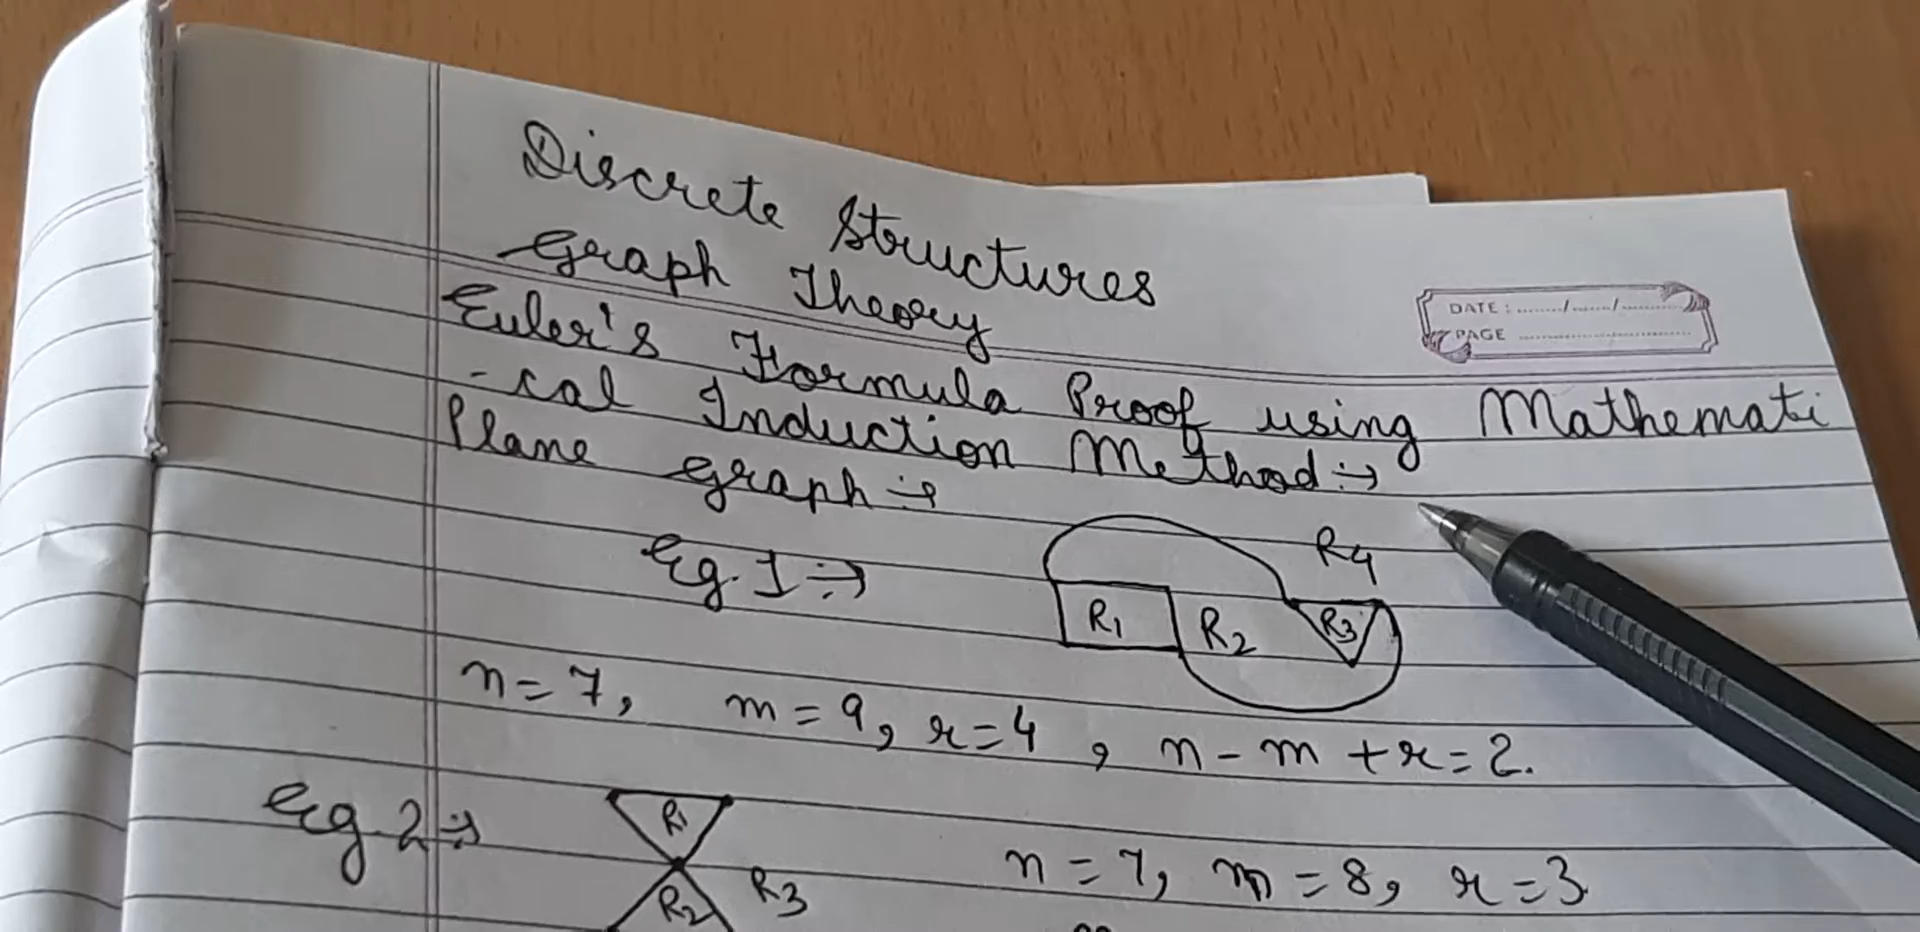 Discrete Structures
Graph Theory
DATE : ......./....../..........
PAGE ..............................
Euler's Formula Proof using Mathemati
-cal Induction Method :→
Plane graph :→
Eg. 1 :→
R4
R1 R2 R3
n = 7, m = 9, r = 4, n - m + r = 2.
Eg. 2 :→
R1
R2 R3
n = 7, m = 8, r = 3